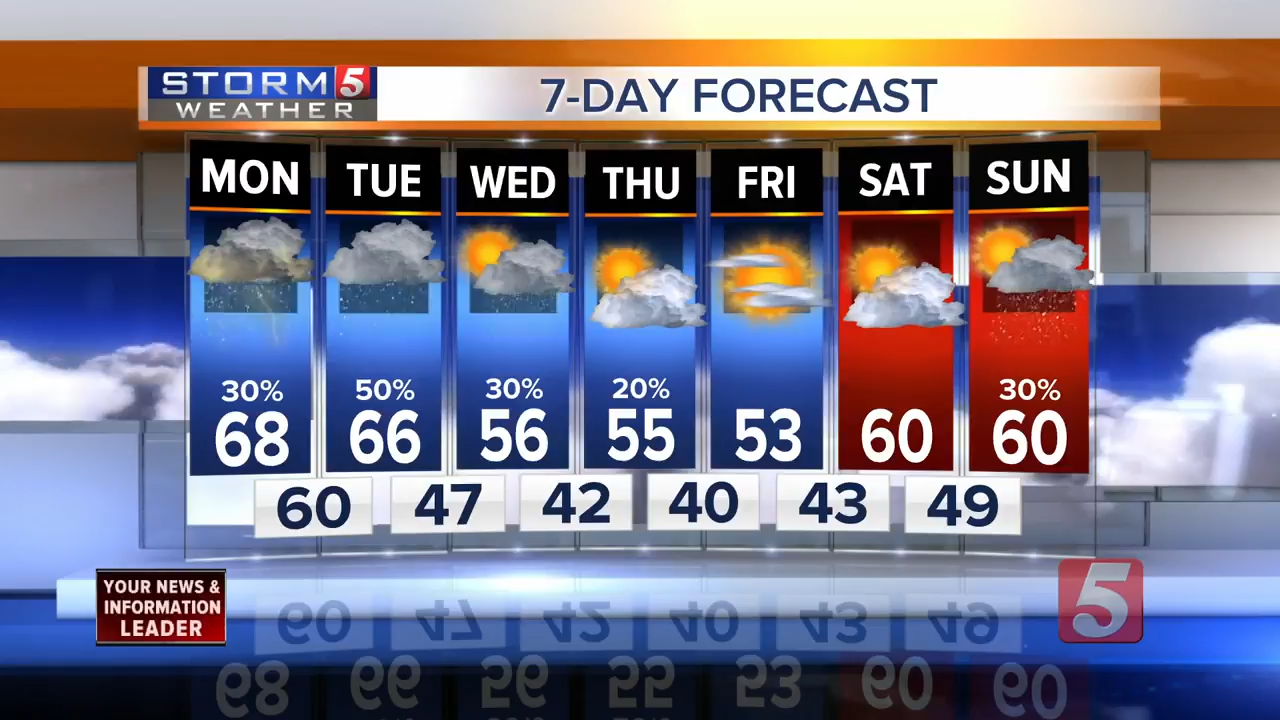 STORM 5
WEATHER
7-DAY FORECAST
MON TUE WED THU FRI SAT SUN
30% 50% 30% 20% 30%
68 66 56 55 53 60 60
60 47 42 40 43 49
YOUR NEWS &
INFORMATION
LEADER
5